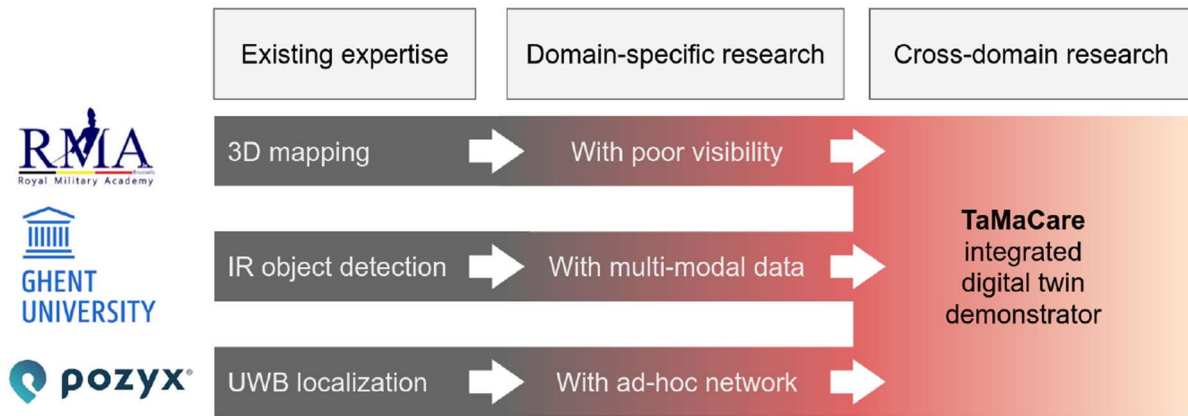 Existing expertise
Domain-specific research
Cross-domain research
RMA
Royal Military Academy
3D mapping
With poor visibility
GHENT
UNIVERSITY
IR object detection
With multi-modal data
TaMaCare
integrated
digital twin
demonstrator
pozyx
UWB localization
With ad-hoc network